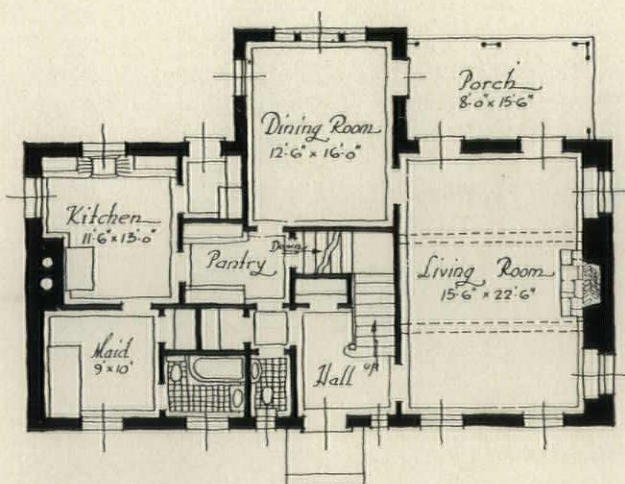 Porch
8'-0" x 15'-6"
Dining Room
12'-6" x 16'-0"
Kitchen
11'-6" x 13'-0"
Pantry
Down
Living Room
15'-6" x 22'-6"
Maid
9' x 10'
Hall
up